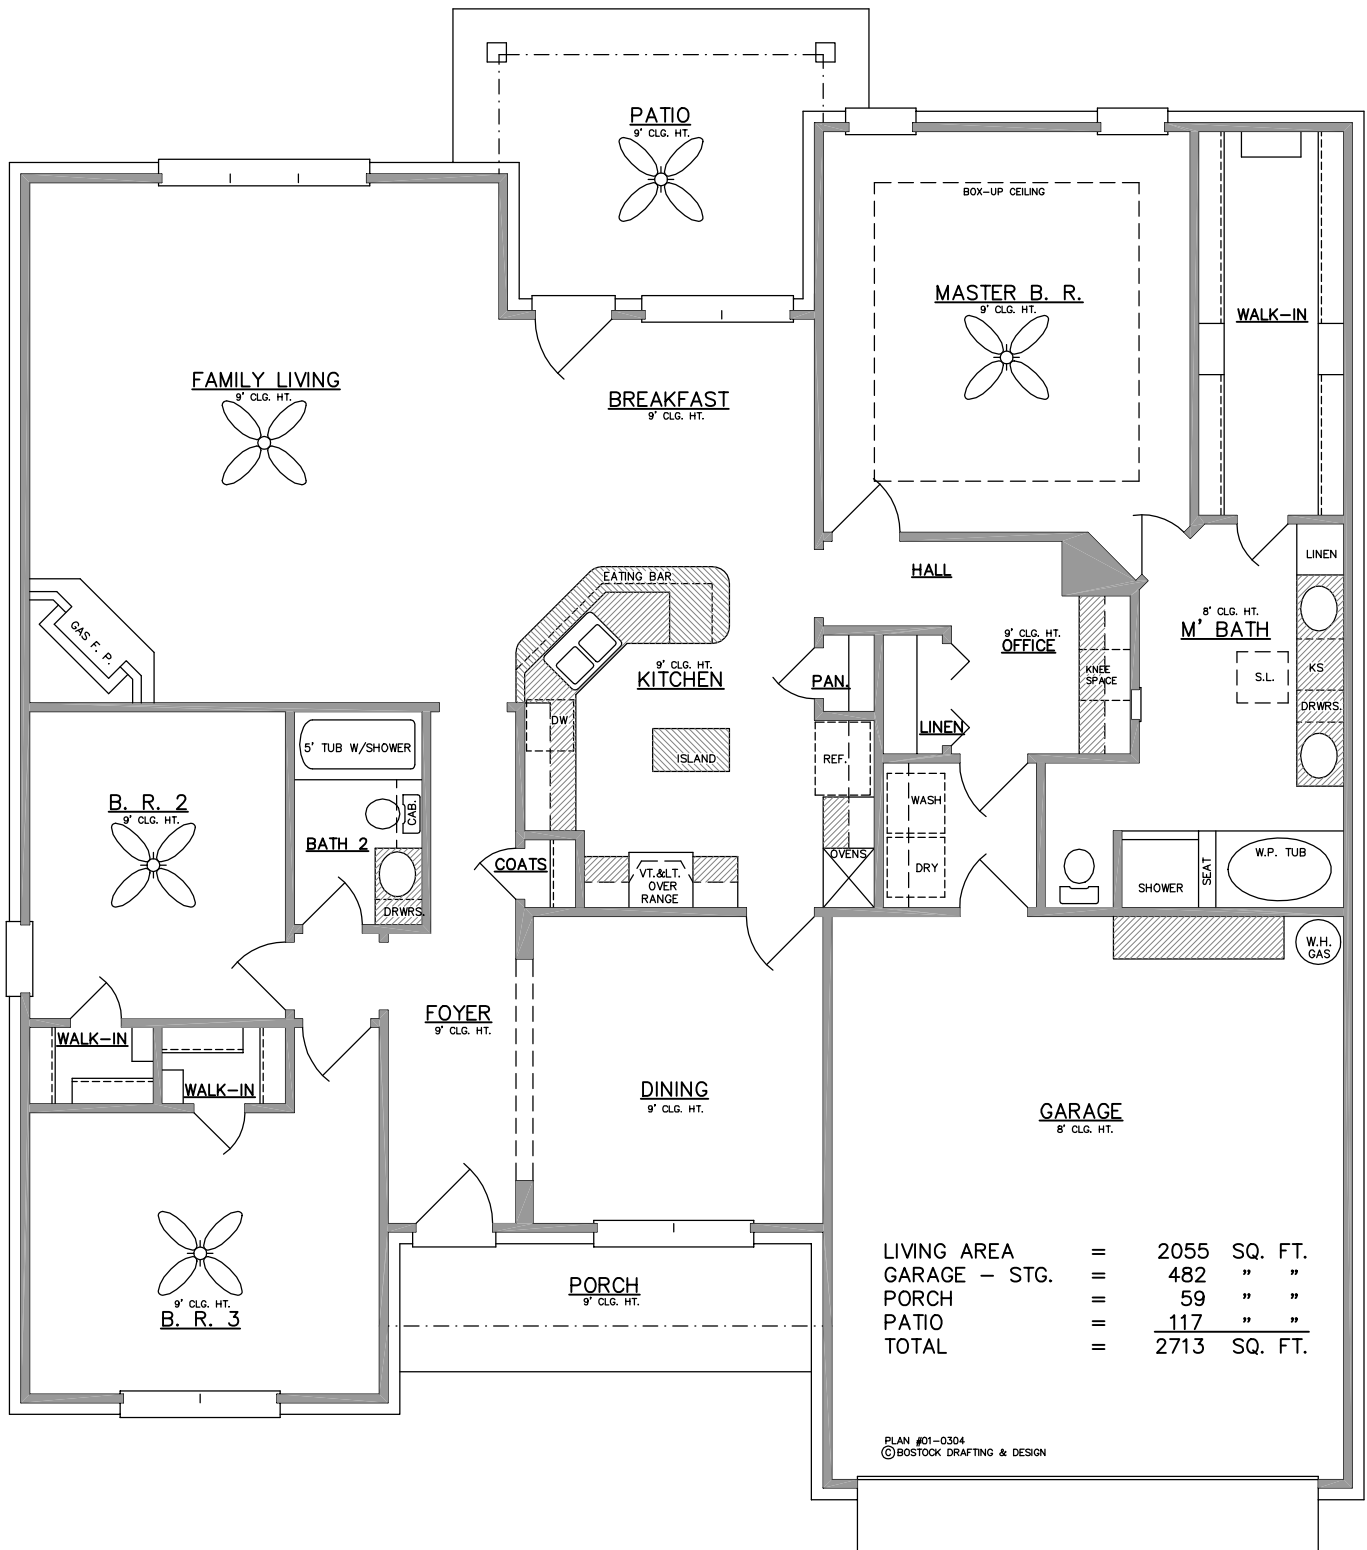 PATIO
9' CLG. HT.
BOX-UP CEILING
MASTER B. R.
9' CLG. HT.
WALK-IN
FAMILY LIVING
9' CLG. HT.
BREAKFAST
9' CLG. HT.
HALL
LINEN
EATING BAR
8' CLG. HT.
M' BATH
9' CLG. HT.
OFFICE
GAS F. P.
9' CLG. HT.
KITCHEN
PAN.
KNEE
SPACE
S.L.
KS
DRWRS.
LINEN
DW
5' TUB W/SHOWER
ISLAND
REF.
B. R. 2
9' CLG. HT.
CAB.
WASH
BATH 2
COATS
OVENS
DRY
VT.&LT.
OVER
RANGE
W.P. TUB
SEAT
SHOWER
DRWRS.
W.H.
GAS
FOYER
9' CLG. HT.
WALK-IN
WALK-IN
DINING
9' CLG. HT.
GARAGE
8' CLG. HT.
9' CLG. HT.
B. R. 3
PORCH
9' CLG. HT.
LIVING AREA = 2055 SQ. FT.
GARAGE - STG. = 482 " "
PORCH = 59 " "
PATIO = 117 " "
TOTAL = 2713 SQ. FT.
PLAN #01-0304
© BOSTOCK DRAFTING & DESIGN